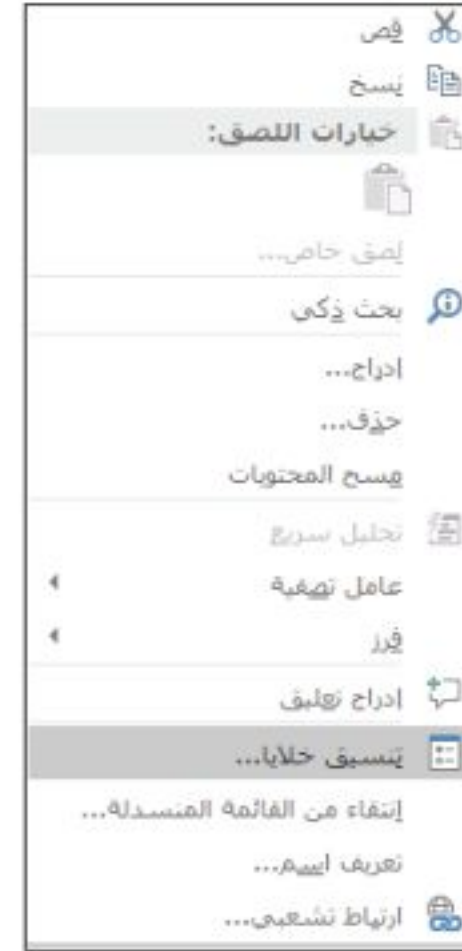 قص
نسخ
خيارات اللصق:
لصق خاص...
بحث ذكي
إدراج...
حذف...
مسح المحتويات
تحليل سريع
عامل تصفية
فرز
إدراج تعليق
تنسيق خلايا...
إنتقاء من القائمة المنسدلة...
تعريف اسم...
ارتباط تشعبي...